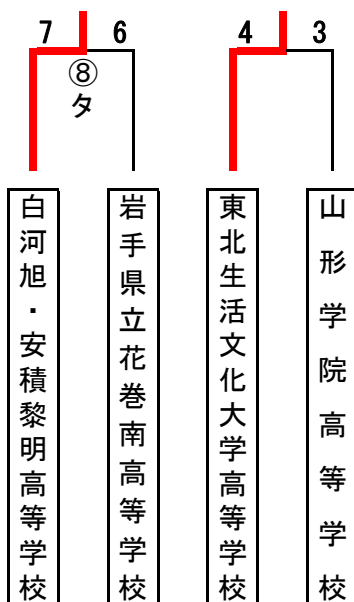 7 6 4 3
⑧
タ
白河旭・安積黎明高等学校
岩手県立花巻南高等学校
東北生活文化大学高等学校
山形学院高等学校